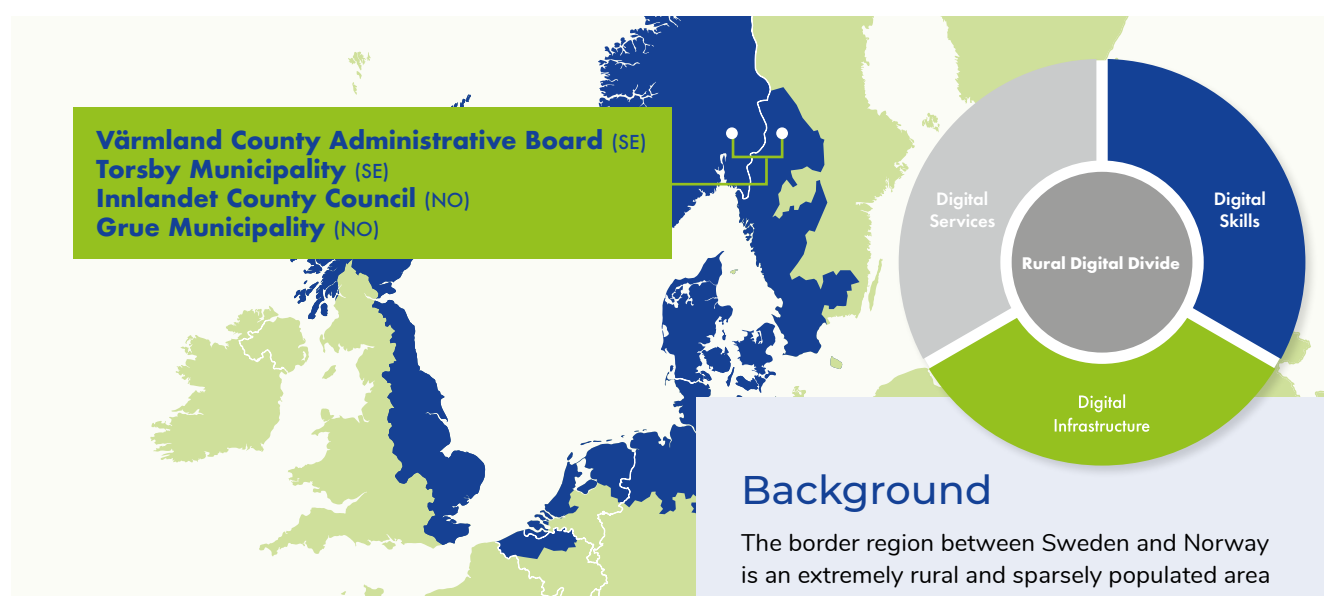 Värmland County Administrative Board (SE)
Torsby Municipality (SE)
Innlandet County Council (NO)
Grue Municipality (NO)
Digital
Services
Digital
Skills
Rural Digital Divide
Digital
Infrastructure
Background
The border region between Sweden and Norway
is an extremely rural and sparsely populated area